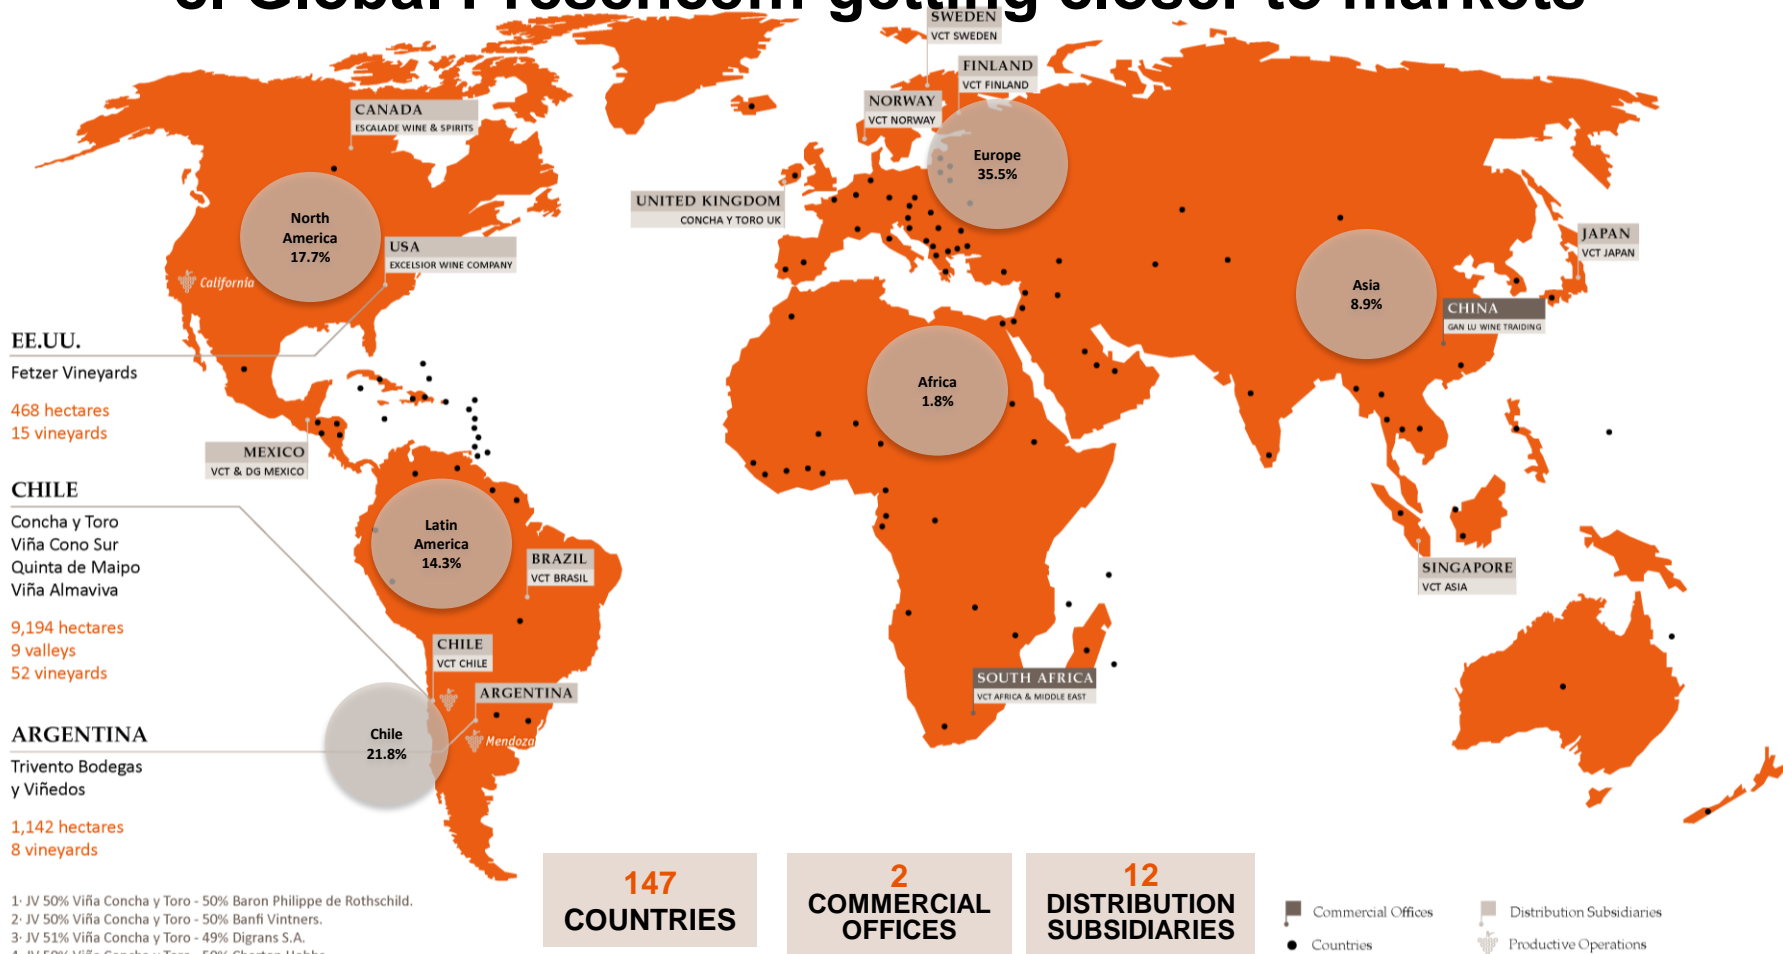 3. Global Presence... getting closer to markets
SWEDEN
VCT SWEDEN
FINLAND
VCT FINLAND
CANADA
ESCALADE WINE & SPIRITS
NORWAY
VCT NORWAY
Europe
35.5%
UNITED KINGDOM
CONCHA Y TORO UK
North
America
17.7%
USA
EXCELSIOR WINE COMPANY
California
JAPAN
VCT JAPAN
Asia
8.9%
CHINA
GAN LU WINE TRAIDING
EE.UU.
Fetzer Vineyards
468 hectares
15 vineyards
Africa
1.8%
MEXICO
VCT & DG MEXICO
CHILE
Concha y Toro
Viña Cono Sur
Quinta de Maipo
Viña Almaviva
9,194 hectares
9 valleys
52 vineyards
Latin
America
14.3%
BRAZIL
VCT BRASIL
SINGAPORE
VCT ASIA
CHILE
VCT CHILE
ARGENTINA
SOUTH AFRICA
VCT AFRICA & MIDDLE EAST
Chile
21.8%
Mendoza
ARGENTINA
Trivento Bodegas
y Viñedos
1,142 hectares
8 vineyards
147
COUNTRIES
2
COMMERCIAL
OFFICES
12
DISTRIBUTION
SUBSIDIARIES
Commercial Offices
Distribution Subsidiaries
Countries
Productive Operations
1· JV 50% Viña Concha y Toro - 50% Baron Philippe de Rothschild.
2· JV 50% Viña Concha y Toro - 50% Banfi Vintners.
3· JV 51% Viña Concha y Toro - 49% Digrans S.A.